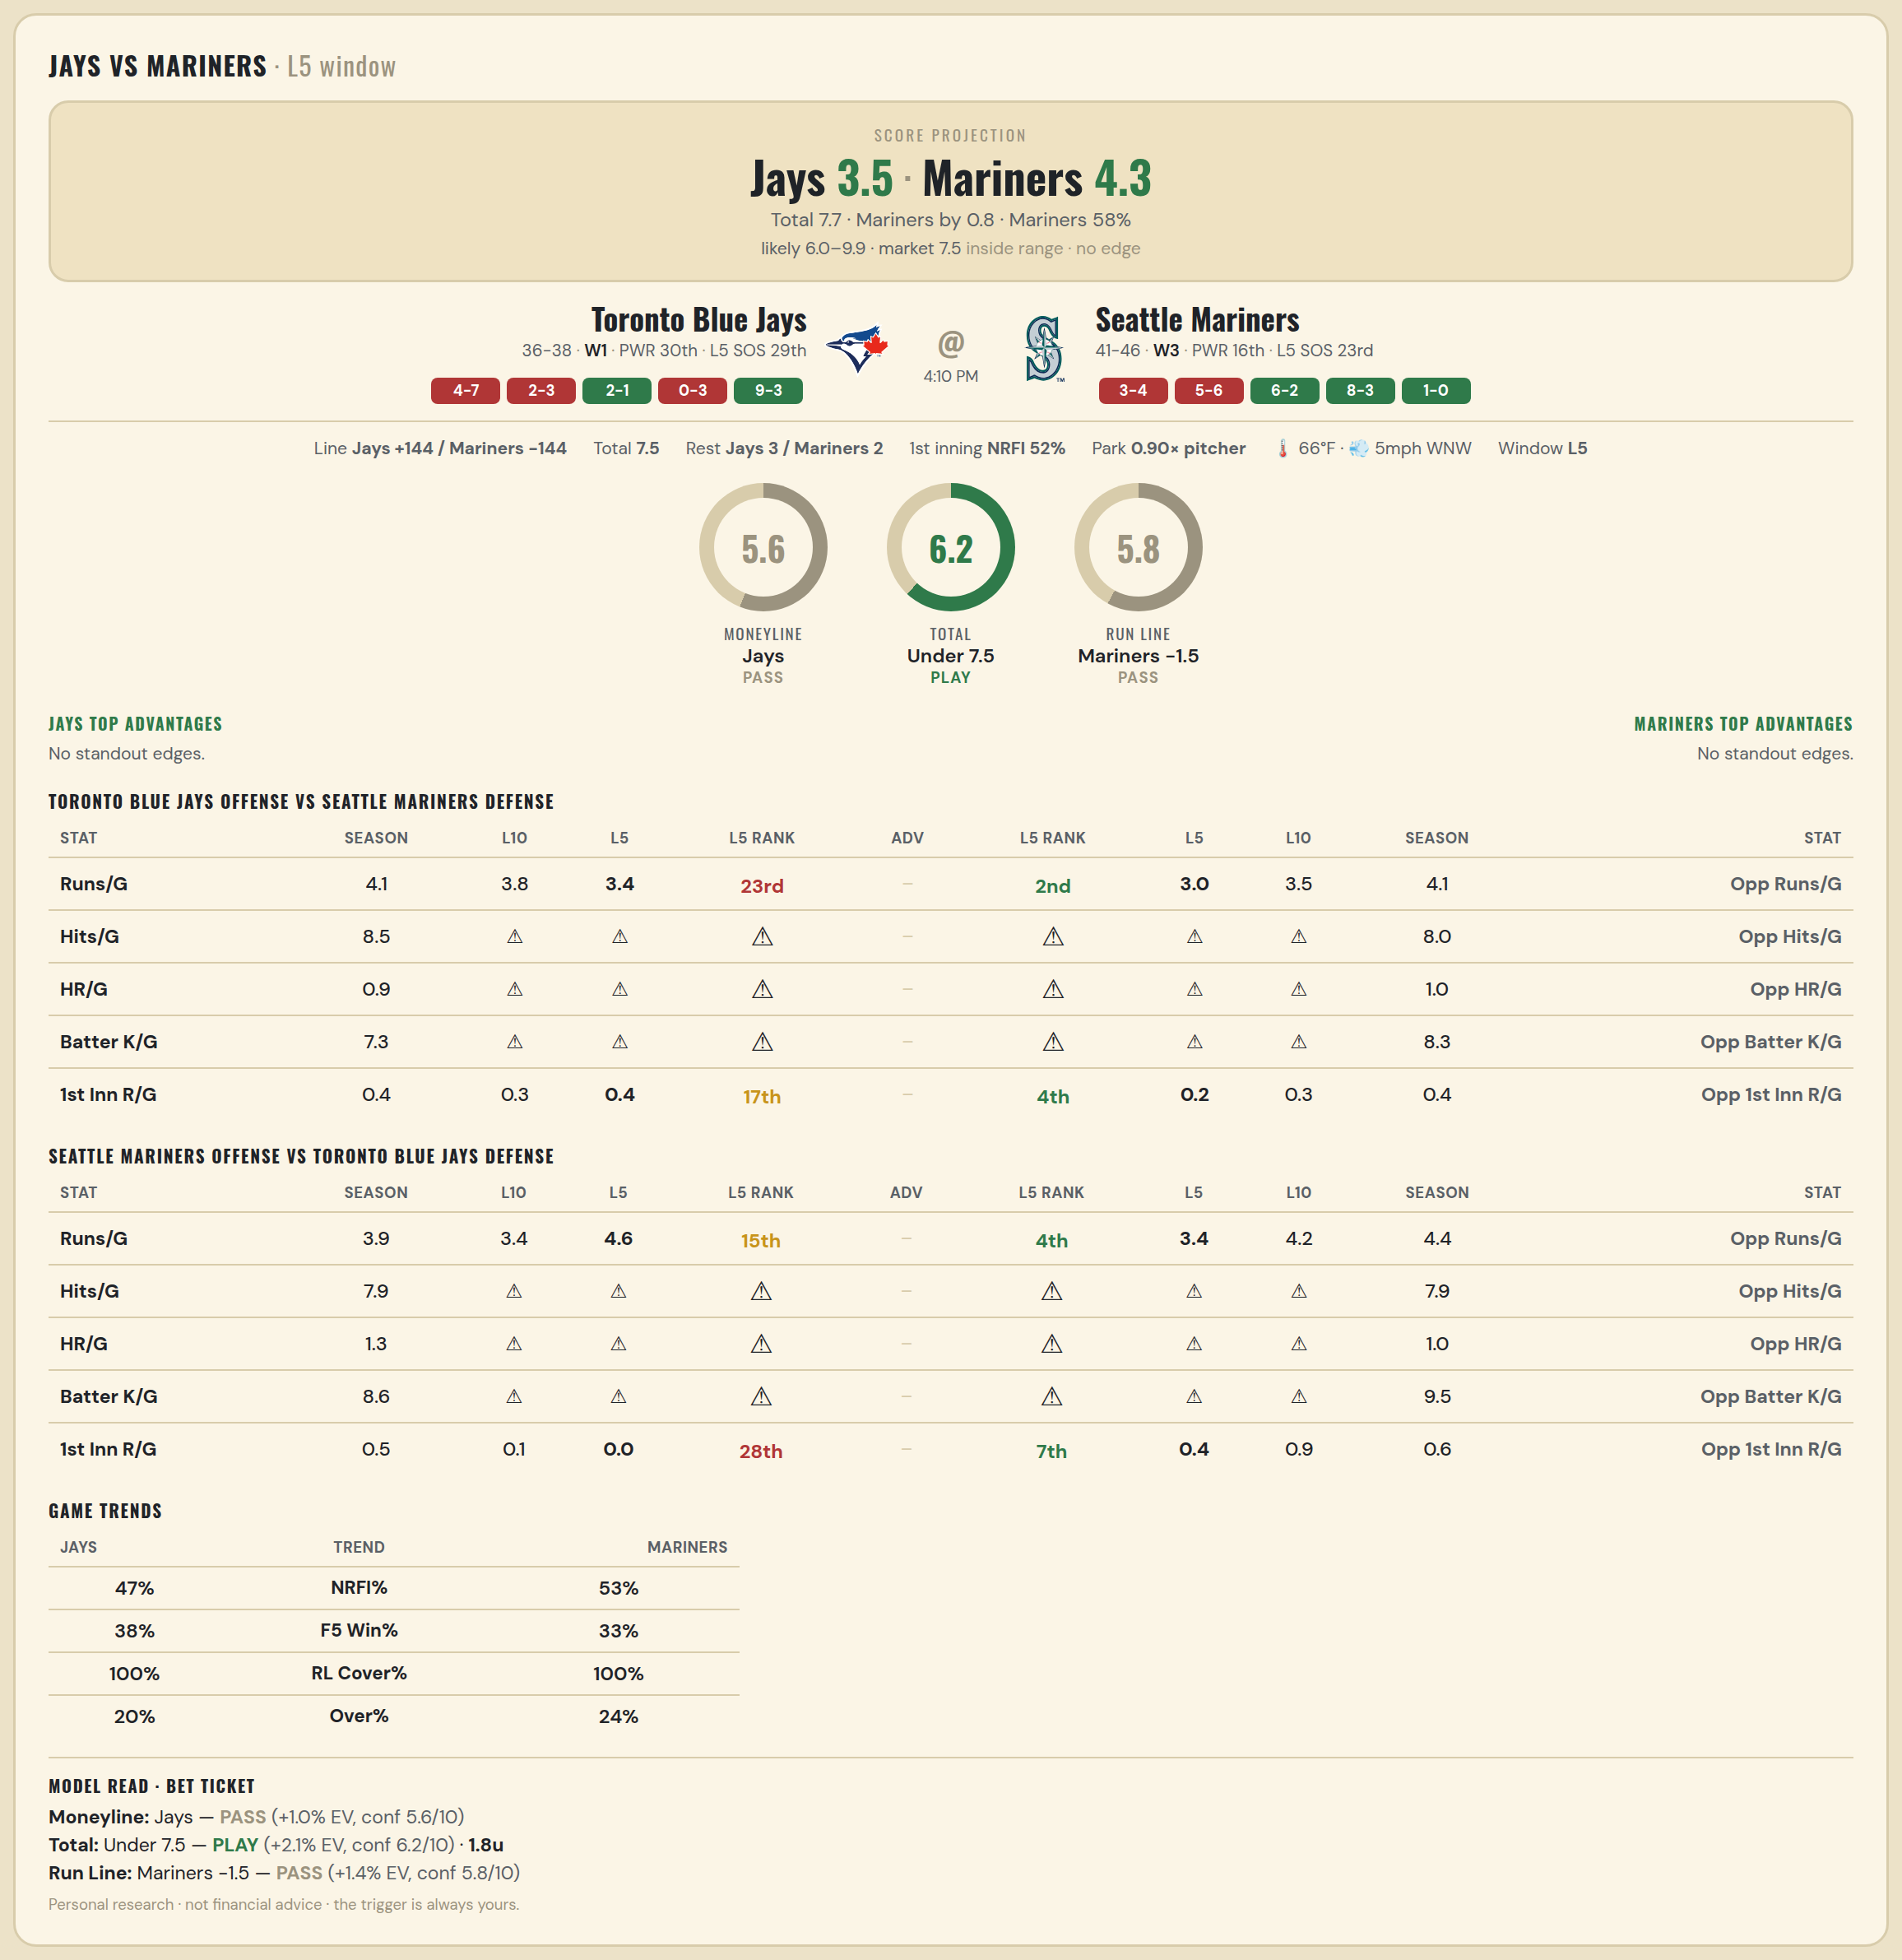 JAYS VS MARINERS · L5 window
SCORE PROJECTION
Jays 3.5 · Mariners 4.3
Total 7.7 · Mariners by 0.8 · Mariners 58%
likely 6.0–9.9 · market 7.5 inside range · no edge
Toronto Blue Jays
36-38 · W1 · PWR 30th · L5 SOS 29th
4-7 2-3 2-1 0-3 9-3
@
4:10 PM
S
TM
Seattle Mariners
41-46 · W3 · PWR 16th · L5 SOS 23rd
3-4 5-6 6-2 8-3 1-0
Line Jays +144 / Mariners -144 Total 7.5 Rest Jays 3 / Mariners 2 1st inning NRFI 52% Park 0.90× pitcher 🌡️ 66°F · 💨 5mph WNW Window L5
5.6 6.2 5.8
MONEYLINE TOTAL RUN LINE
Jays Under 7.5 Mariners -1.5
PASS PLAY PASS
JAYS TOP ADVANTAGES MARINERS TOP ADVANTAGES
No standout edges. No standout edges.
TORONTO BLUE JAYS OFFENSE VS SEATTLE MARINERS DEFENSE
STAT SEASON L10 L5 L5 RANK ADV L5 RANK L5 L10 SEASON STAT
Runs/G 4.1 3.8 3.4 23rd – 2nd 3.0 3.5 4.1 Opp Runs/G
Hits/G 8.5 ⚠ ⚠ ⚠ – ⚠ ⚠ ⚠ 8.0 Opp Hits/G
HR/G 0.9 ⚠ ⚠ ⚠ – ⚠ ⚠ ⚠ 1.0 Opp HR/G
Batter K/G 7.3 ⚠ ⚠ ⚠ – ⚠ ⚠ ⚠ 8.3 Opp Batter K/G
1st Inn R/G 0.4 0.3 0.4 17th – 4th 0.2 0.3 0.4 Opp 1st Inn R/G
SEATTLE MARINERS OFFENSE VS TORONTO BLUE JAYS DEFENSE
STAT SEASON L10 L5 L5 RANK ADV L5 RANK L5 L10 SEASON STAT
Runs/G 3.9 3.4 4.6 15th – 4th 3.4 4.2 4.4 Opp Runs/G
Hits/G 7.9 ⚠ ⚠ ⚠ – ⚠ ⚠ ⚠ 7.9 Opp Hits/G
HR/G 1.3 ⚠ ⚠ ⚠ – ⚠ ⚠ ⚠ 1.0 Opp HR/G
Batter K/G 8.6 ⚠ ⚠ ⚠ – ⚠ ⚠ ⚠ 9.5 Opp Batter K/G
1st Inn R/G 0.5 0.1 0.0 28th – 7th 0.4 0.9 0.6 Opp 1st Inn R/G
GAME TRENDS
JAYS TREND MARINERS
47% NRFI% 53%
38% F5 Win% 33%
100% RL Cover% 100%
20% Over% 24%
MODEL READ · BET TICKET
Moneyline: Jays — PASS (+1.0% EV, conf 5.6/10)
Total: Under 7.5 — PLAY (+2.1% EV, conf 6.2/10) · 1.8u
Run Line: Mariners -1.5 — PASS (+1.4% EV, conf 5.8/10)
Personal research · not financial advice · the trigger is always yours.